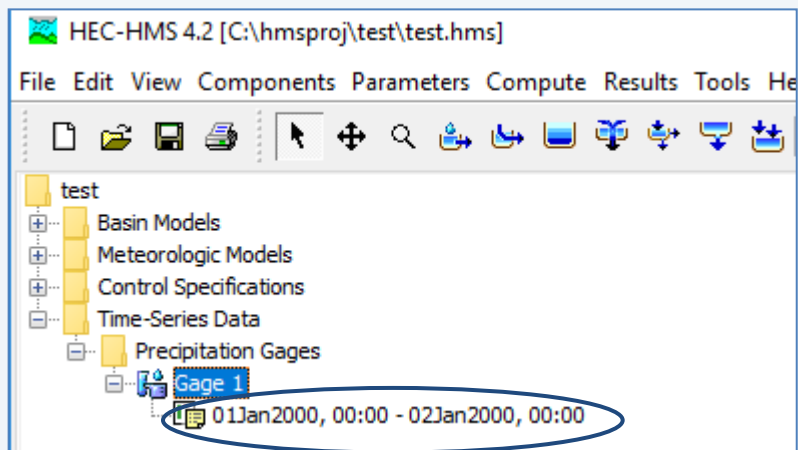 HEC-HMS 4.2 [C:\hmsproj\test\test.hms]
File Edit View Components Parameters Compute Results Tools He
test
Basin Models
Meteorologic Models
Control Specifications
Time-Series Data
Precipitation Gages
Gage 1
01Jan2000, 00:00 - 02Jan2000, 00:00